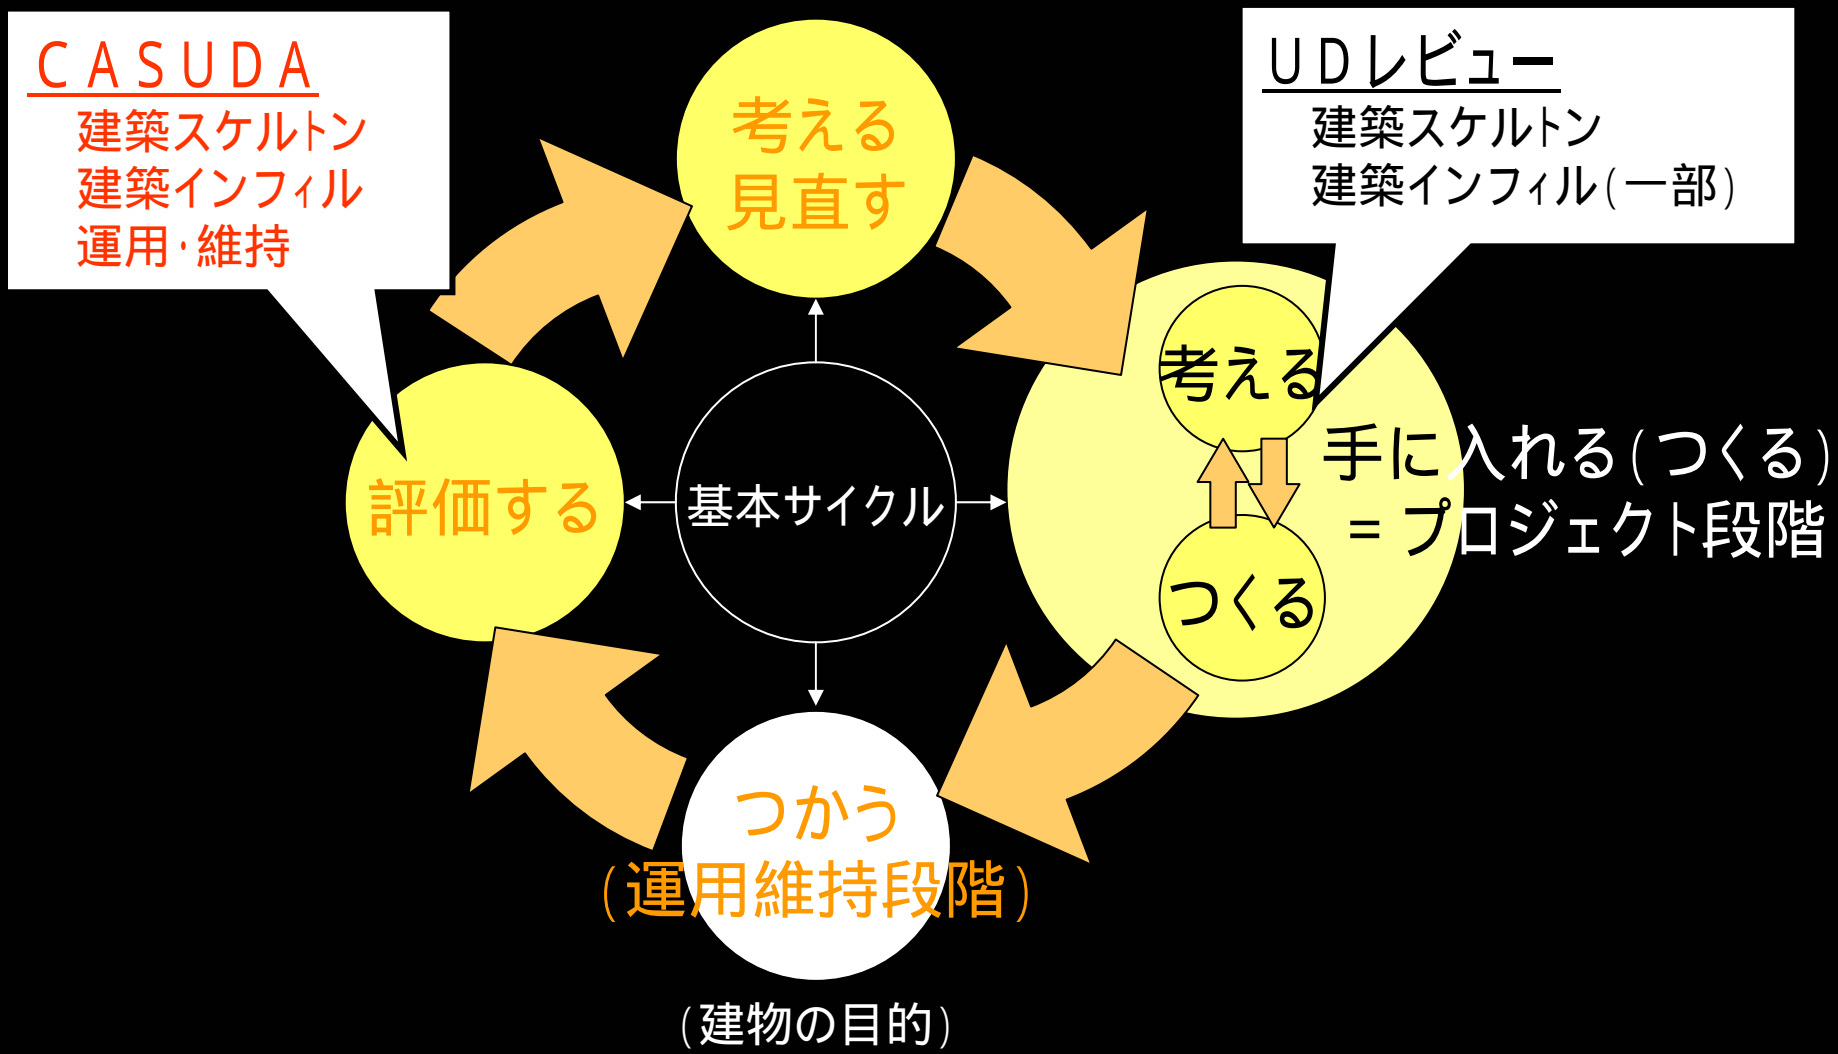 ＣＡＳＵＤＡ
建築スケルトン
建築インフィル
運用・維持
ＵＤレビュー
建築スケルトン
建築インフィル(一部)
考える
見直す
考える
手に入れる(つくる)
=プロジェクト段階
つくる
評価する
基本サイクル
つかう
(運用維持段階)
(建物の目的)